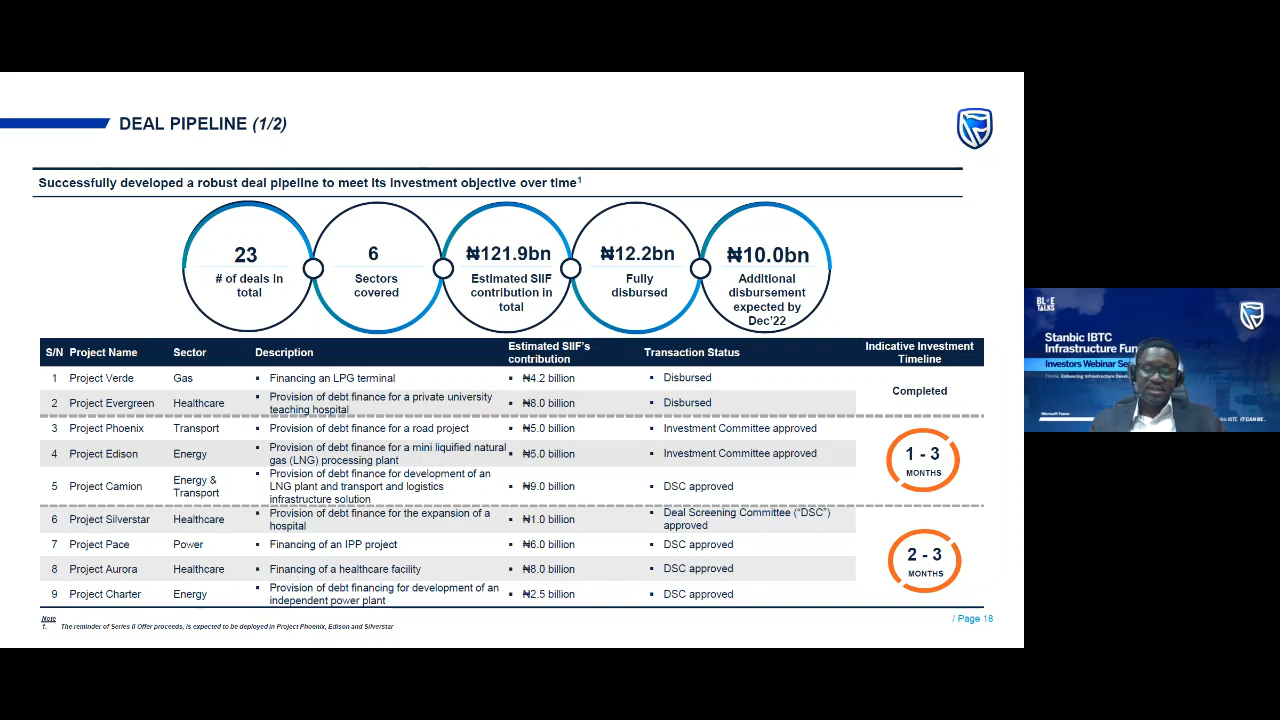 DEAL PIPELINE (1/2)
Successfully developed a robust deal pipeline to meet its investment objective over time1
23
# of deals in
total
6
Sectors
covered
₦121.9bn
Estimated SIIF
contribution in
total
₦12.2bn
Fully
disbursed
₦10.0bn
Additional
disbursement
expected by
Dec'22
S/N Project Name Sector Description Estimated SIIF's contribution Transaction Status Indicative Investment Timeline
1 Project Verde Gas ▪ Financing an LPG terminal ▪ ₦4.2 billion ▪ Disbursed
Completed
2 Project Evergreen Healthcare ▪ Provision of debt finance for a private university teaching hospital ▪ ₦8.0 billion ▪ Disbursed
3 Project Phoenix Transport ▪ Provision of debt finance for a road project ▪ ₦5.0 billion ▪ Investment Committee approved
4 Project Edison Energy ▪ Provision of debt finance for a mini liquified natural gas (LNG) processing plant ▪ ₦5.0 billion ▪ Investment Committee approved
1 - 3
MONTHS
5 Project Camion Energy & Transport ▪ Provision of debt finance for development of an LNG plant and transport and logistics infrastructure solution ▪ ₦9.0 billion ▪ DSC approved
6 Project Silverstar Healthcare ▪ Provision of debt finance for the expansion of a hospital ▪ ₦1.0 billion ▪ Deal Screening Committee ("DSC") approved
7 Project Pace Power ▪ Financing of an IPP project ▪ ₦6.0 billion ▪ DSC approved
2 - 3
MONTHS
8 Project Aurora Healthcare ▪ Financing of a healthcare facility ▪ ₦8.0 billion ▪ DSC approved
9 Project Charter Energy ▪ Provision of debt financing for development of an independent power plant ▪ ₦2.5 billion ▪ DSC approved
Note
1. The reminder of Series II Offer proceeds, is expected to be deployed in Project Phoenix, Edison and Silverstar
/ Page 18
BLUE
TALKS
Stanbic IBTC
Infrastructure Fun
Investors Webinar Se
Enhancing Infrastructure
Microsoft Teams
IT CAN BE